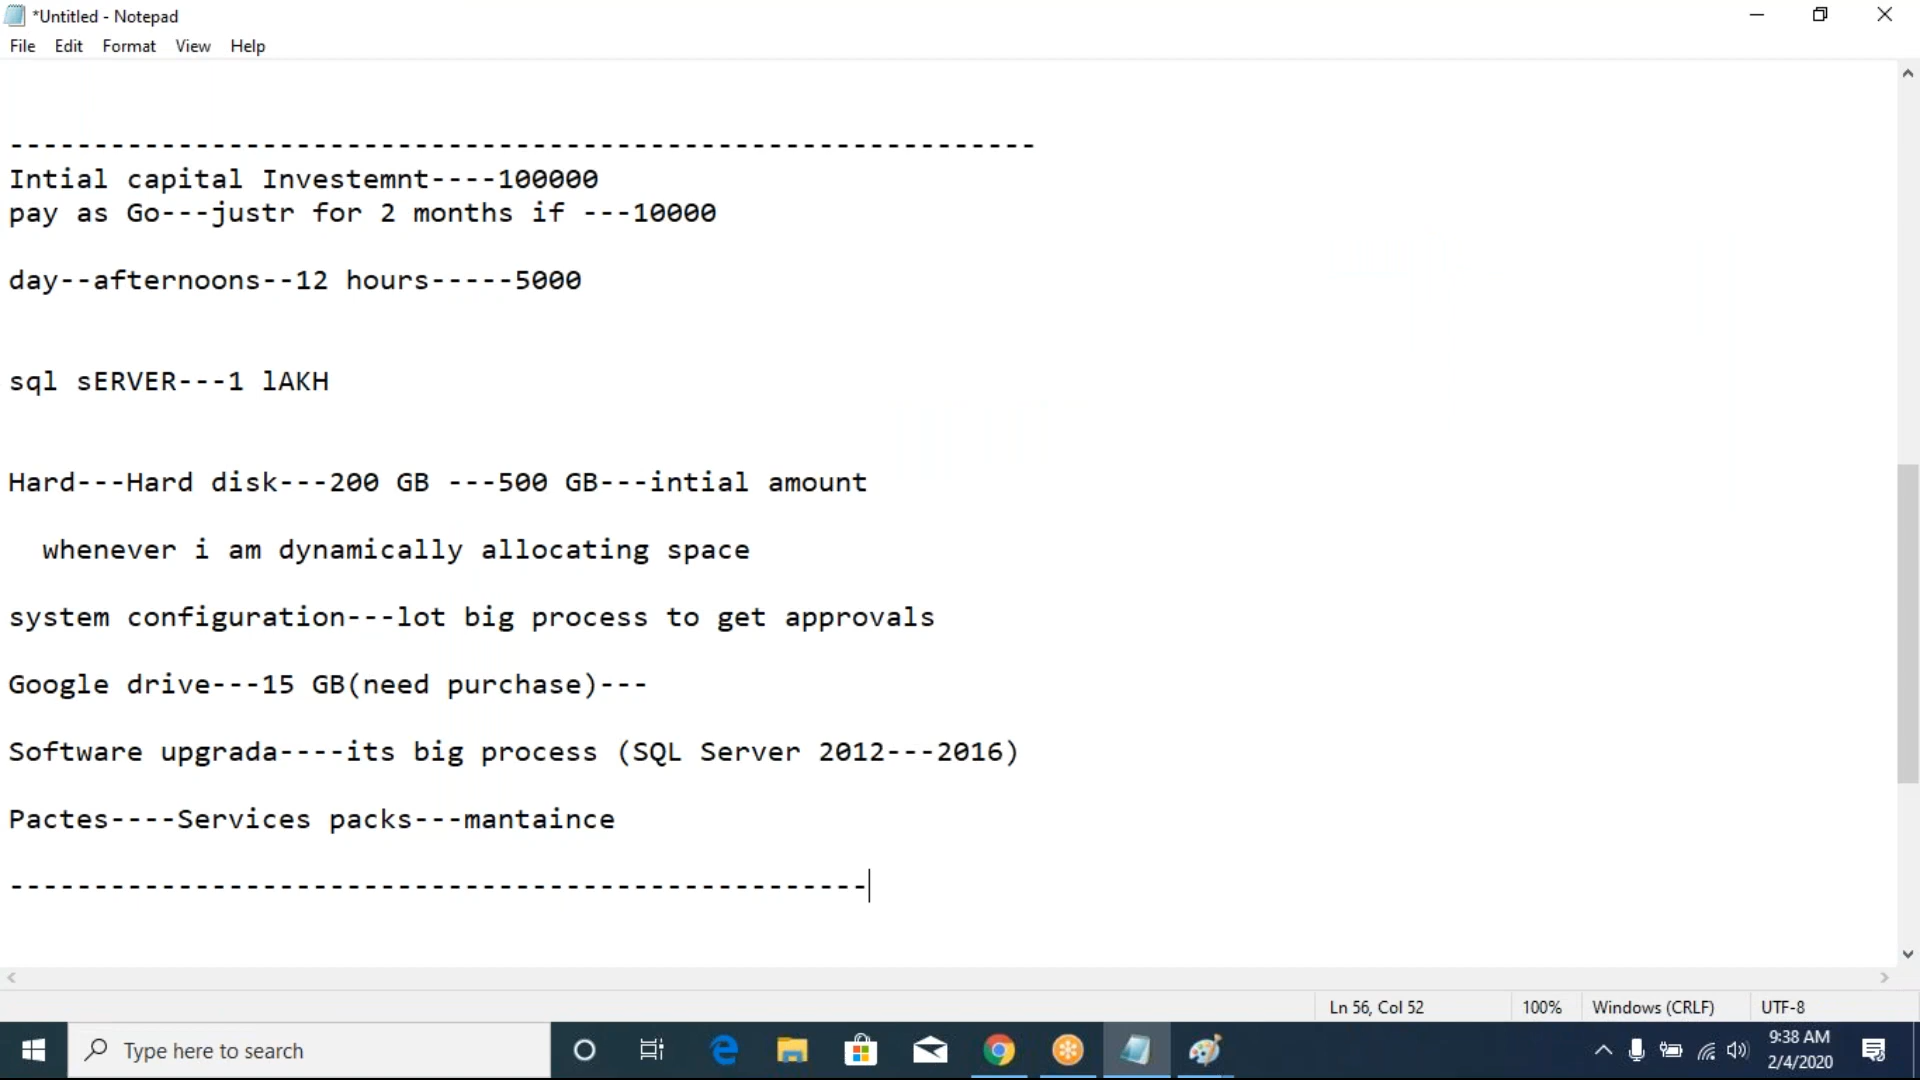 *Untitled - Notepad
File Edit Format View Help
-------------------------------------------------------------
Intial capital Investemnt----100000
pay as Go---justr for 2 months if ---10000
day--afternoons--12 hours-----5000
sql sERVER---1 lAKH
Hard---Hard disk---200 GB ---500 GB---intial amount
whenever i am dynamically allocating space
system configuration---lot big process to get approvals
Google drive---15 GB(need purchase)---
Software upgrada----its big process (SQL Server 2012---2016)
Pactes----Services packs---mantaince
---------------------------------------------------
Ln 56, Col 52 100% Windows (CRLF) UTF-8
Type here to search
9:38 AM
2/4/2020